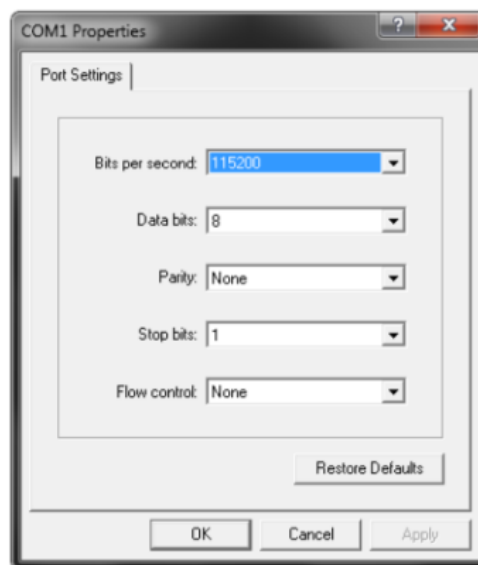 COM1 Properties
Port Settings
Bits per second: 115200
Data bits: 8
Parity: None
Stop bits: 1
Flow control: None
Restore Defaults
OK Cancel Apply